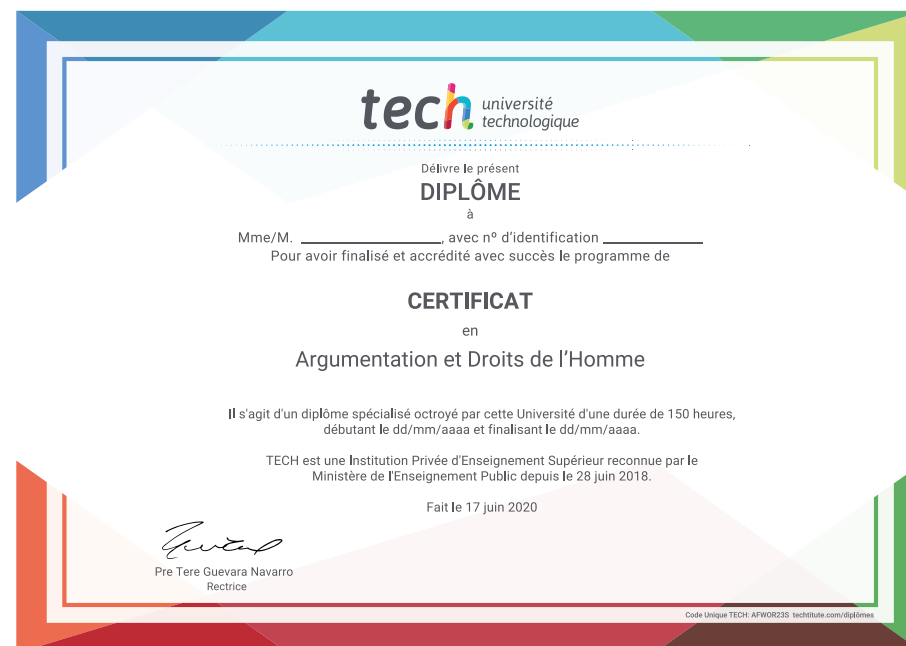 tech université
technologique
Délivre le présent
DIPLÔME
à
Mme/M. ____________________, avec nº d'identification ______________
Pour avoir finalisé et accrédité avec succès le programme de
CERTIFICAT
en
Argumentation et Droits de l'Homme
Il s'agit d'un diplôme spécialisé octroyé par cette Université d'une durée de 150 heures,
débutant le dd/mm/aaaa et finalisant le dd/mm/aaaa.
TECH est une Institution Privée d'Enseignement Supérieur reconnue par le
Ministère de l'Enseignement Public depuis le 28 juin 2018.
Fait le 17 juin 2020
Pre Tere Guevara Navarro
Rectrice
Code Unique TECH: AFWOR23S techtitute.com/diplômes